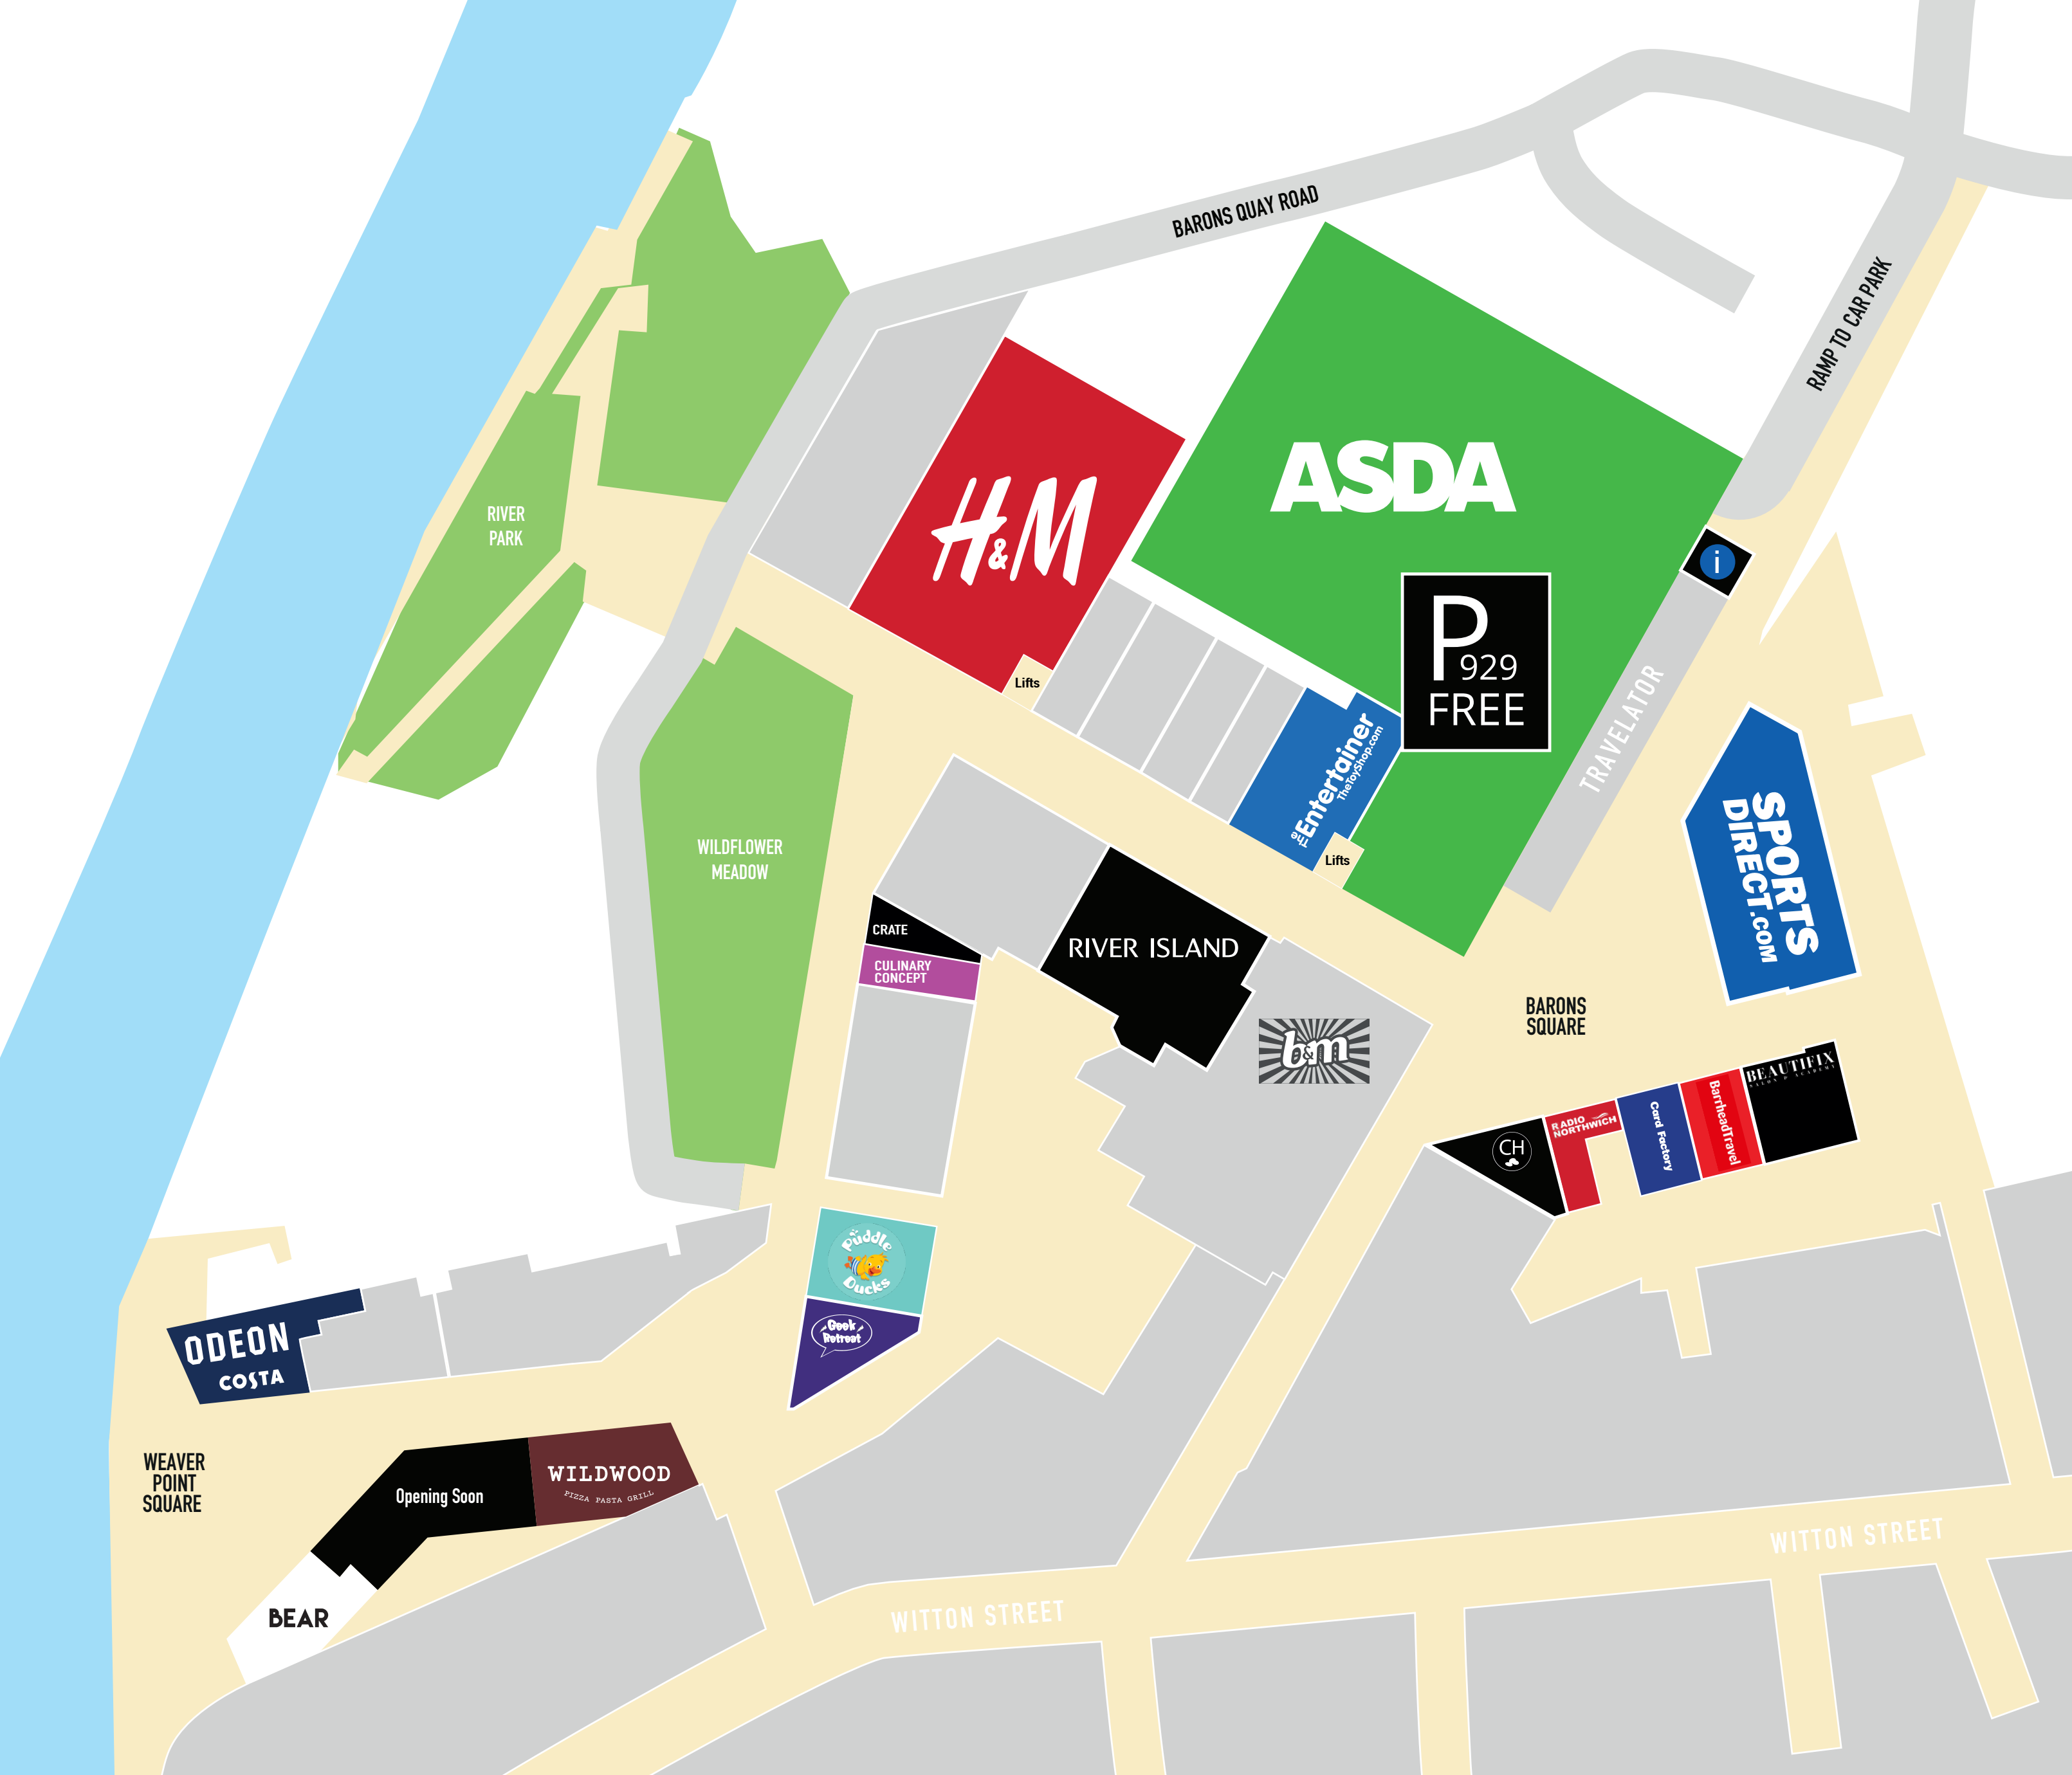 BARONS QUAY ROAD
RAMP TO CAR PARK
RIVER
PARK
H&M
ASDA
i
P
929
FREE
TRAVELATOR
Lifts
The
Entertainer
TheToyShop.com
Lifts
WILDFLOWER
MEADOW
SPORTS
DIRECT.COM
CRATE
CULINARY
CONCEPT
RIVER ISLAND
b&m
BARONS
SQUARE
CH
RADIO
NORTHWICH
Card Factory
BarrheadTravel
BEAUTIFIX
SALON & ACADEMY
Puddle
Ducks
Geek
Retreat
ODEON
COSTA
WEAVER
POINT
SQUARE
Opening Soon
WILDWOOD
PIZZA PASTA GRILL
BEAR
WITTON STREET
WITTON STREET